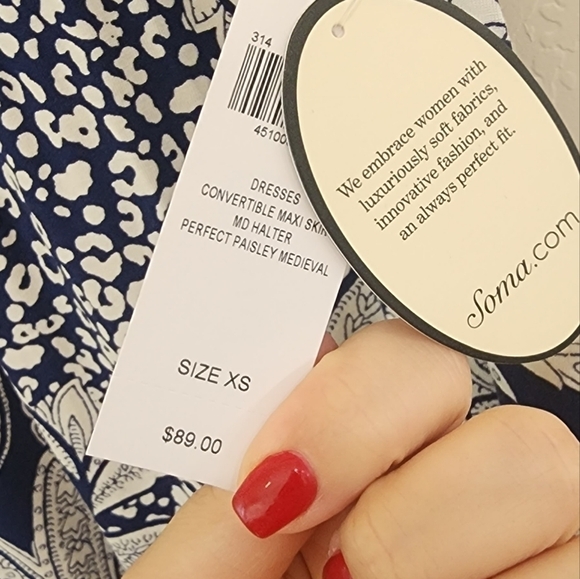 314
45100
DRESSES
CONVERTIBLE MAXI
MD HALTER
PERFECT PAISLEY MEDIEVAL
SIZE XS
$89.00
We embrace women with
luxuriously soft fabrics,
innovative fashion, and
an always perfect fit.
Soma.com